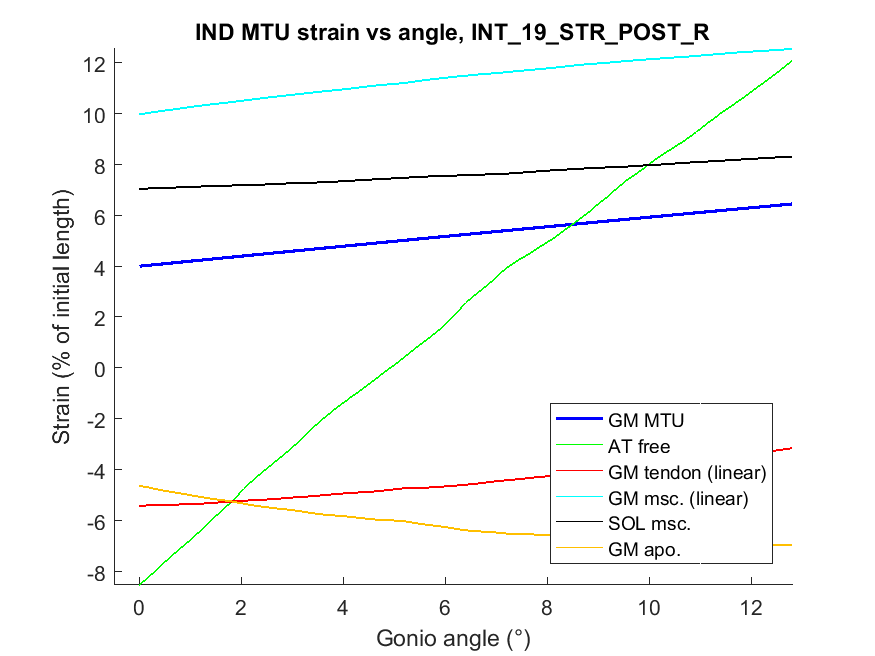 IND MTU strain vs angle, INT_19_STR_POST_R
Strain (% of initial length)
12
10
8
6
4
2
0
-2
-4
-6
-8
GM MTU
AT free
GM tendon (linear)
GM msc. (linear)
SOL msc.
GM apo.
0 2 4 6 8 10 12
Gonio angle (°)